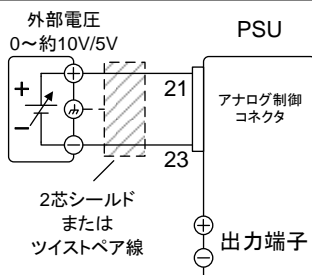 外部電圧
0～約10V/5V
PSU
21
アナログ制御
コネクタ
23
2芯シールド
または
ツイストペア線
出力端子